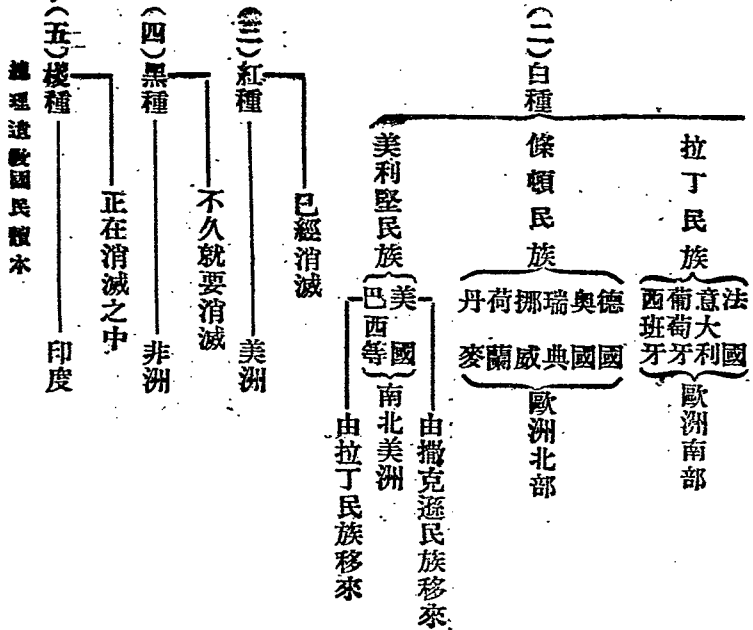 (二)白種
拉丁民族
法國
意大利
葡萄牙
西班牙
歐洲南部
條頓民族
德國
奧國
瑞典
挪威
荷蘭
丹麥
歐洲北部
美利堅民族
美國
巴西等
南北美洲
由撒克遜民族移來
由拉丁民族移來
(三)紅種
已經消滅
美洲
(四)黑種
不久就要消滅
非洲
(五)棕種
正在消滅之中
印度
總理遺教國民讀本